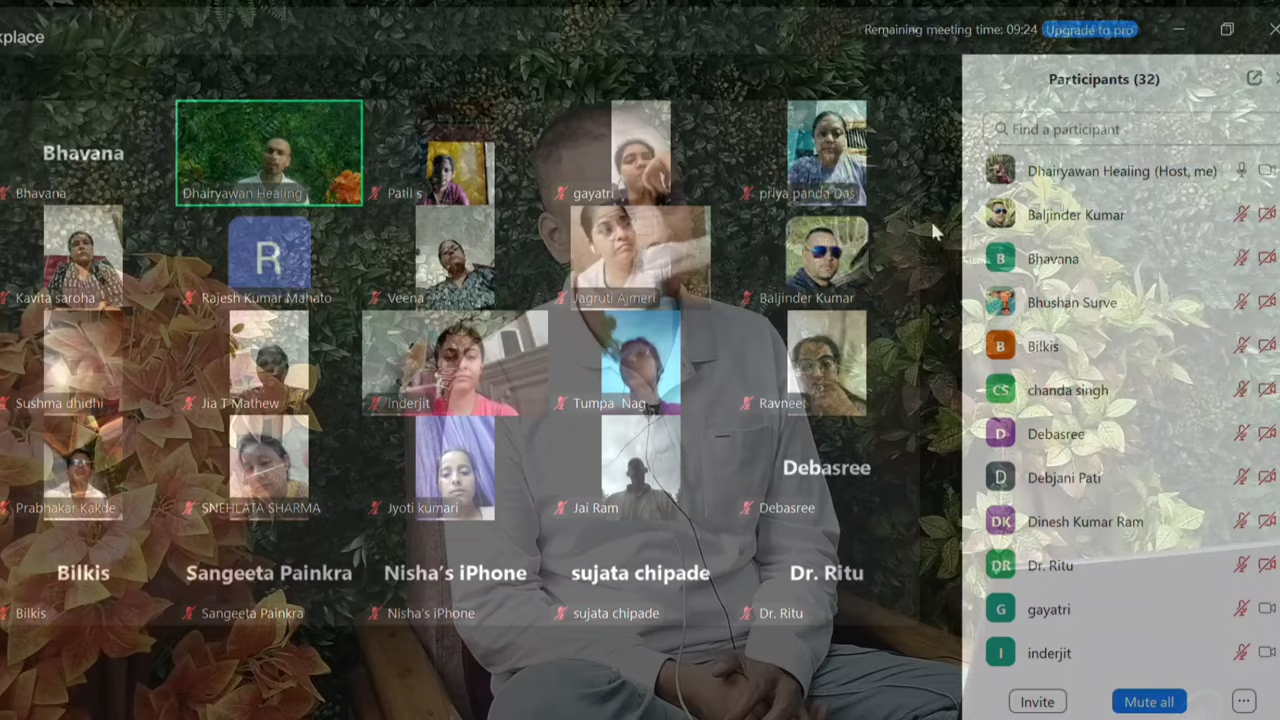 kplace
Remaining meeting time: 09:24 Upgrade to pro
Bhavana
Bhavana
Dhairyawan Healing
Patil s
gayatri
priya panda Das
Kavita saroha
R
Rajesh Kumar Mahato
Veena
Jagruti Ajmeri
Baljinder Kumar
Sushma dhidhi
Jia T Mathew
Inderjit
Tumpa Nag
Ravneet
Prabhakar Kakde
SNEHLATA SHARMA
Jyoti kumari
Jai Ram
Debasree
Debasree
Bilkis
Sangeeta Painkra
Nisha's iPhone
sujata chipade
Dr. Ritu
Bilkis
Sangeeta Painkra
Nisha's iPhone
sujata chipade
Dr. Ritu
Participants (32)
Find a participant
Dhairyawan Healing (Host, me)
Baljinder Kumar
B Bhavana
Bhushan Surve
B Bilkis
CS chanda singh
D Debasree
D Debjani Pati
DK Dinesh Kumar Ram
DR Dr. Ritu
G gayatri
I inderjit
Invite
Mute all